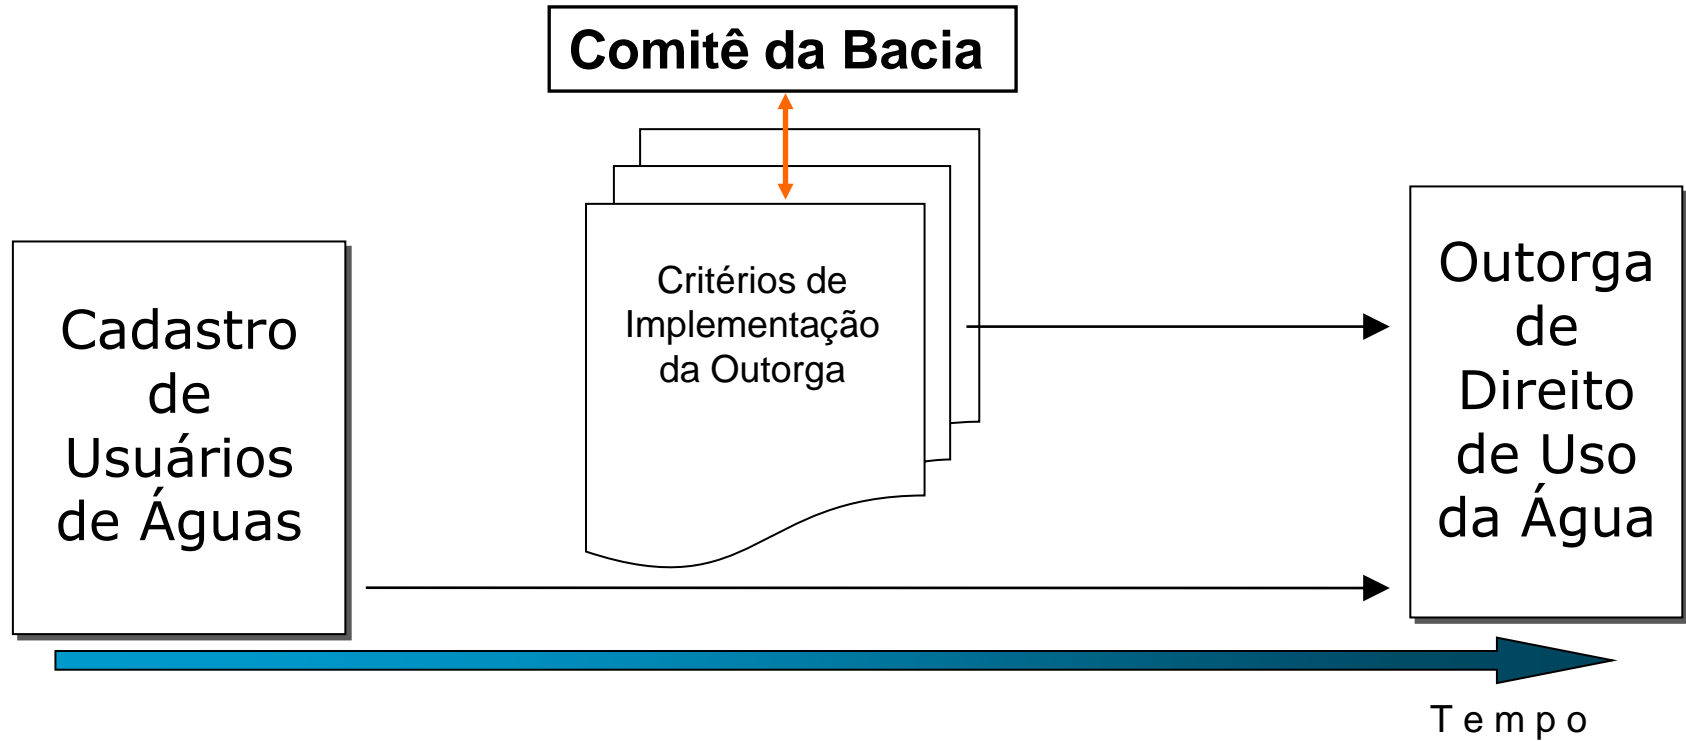 Comitê da Bacia
Cadastro
de
Usuários
de Águas
Critérios de
Implementação
da Outorga
Outorga
de
Direito
de Uso
da Água
Tempo